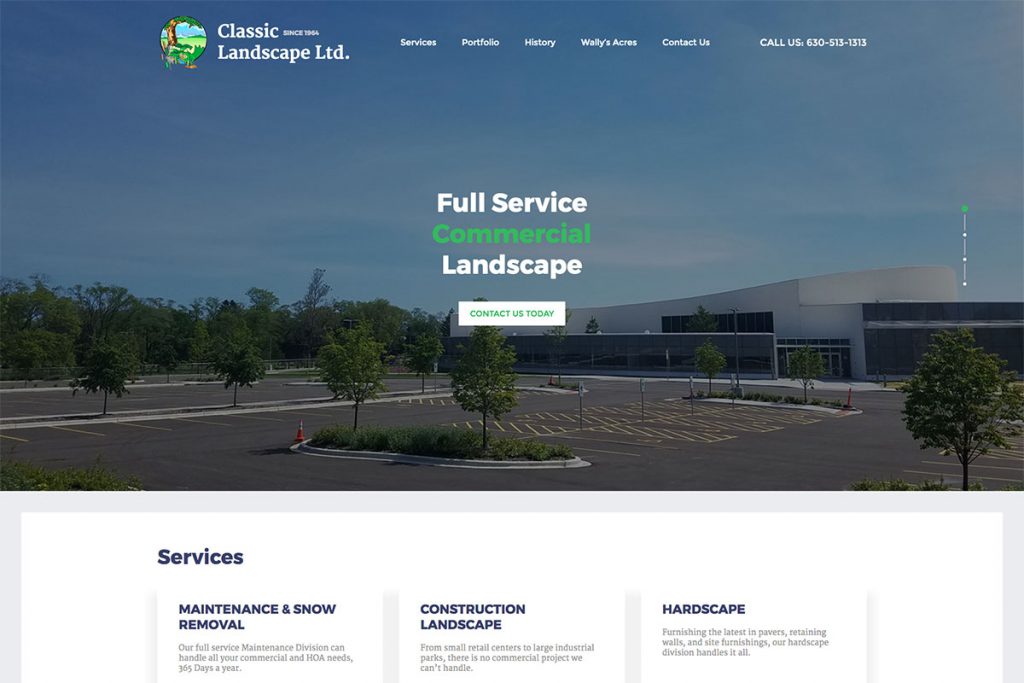 Classic SINCE 1964
Landscape Ltd.
Services Portfolio History Wally's Acres Contact Us CALL US: 630-513-1313
Full Service
Commercial
Landscape
CONTACT US TODAY
Services
MAINTENANCE & SNOW
REMOVAL
Our full service Maintenance Division can
handle all your commercial and HOA needs,
365 Days a year.
CONSTRUCTION
LANDSCAPE
From small retail centers to large industrial
parks, there is no commercial project we
can't handle.
HARDSCAPE
Furnishing the latest in pavers, retaining
walls, and site furnishings, our hardscape
division handles it all.